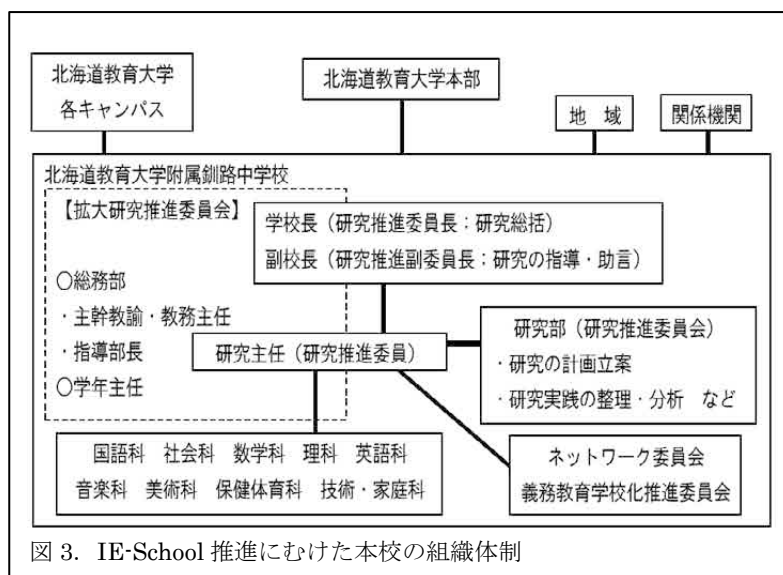 北海道教育大学
各キャンパス
北海道教育大学本部
地 域
関係機関
北海道教育大学附属釧路中学校
【拡大研究推進委員会】
学校長（研究推進委員長：研究総括）
副校長（研究推進副委員長：研究の指導・助言）
〇総務部
・主幹教諭・教務主任
・指導部長
〇学年主任
研究主任（研究推進委員）
研究部（研究推進委員会）
・研究の計画立案
・研究実践の整理・分析 など
国語科 社会科 数学科 理科 英語科
音楽科 美術科 保健体育科 技術・家庭科
ネットワーク委員会
義務教育学校化推進委員会
図 3. IE-School 推進にむけた本校の組織体制